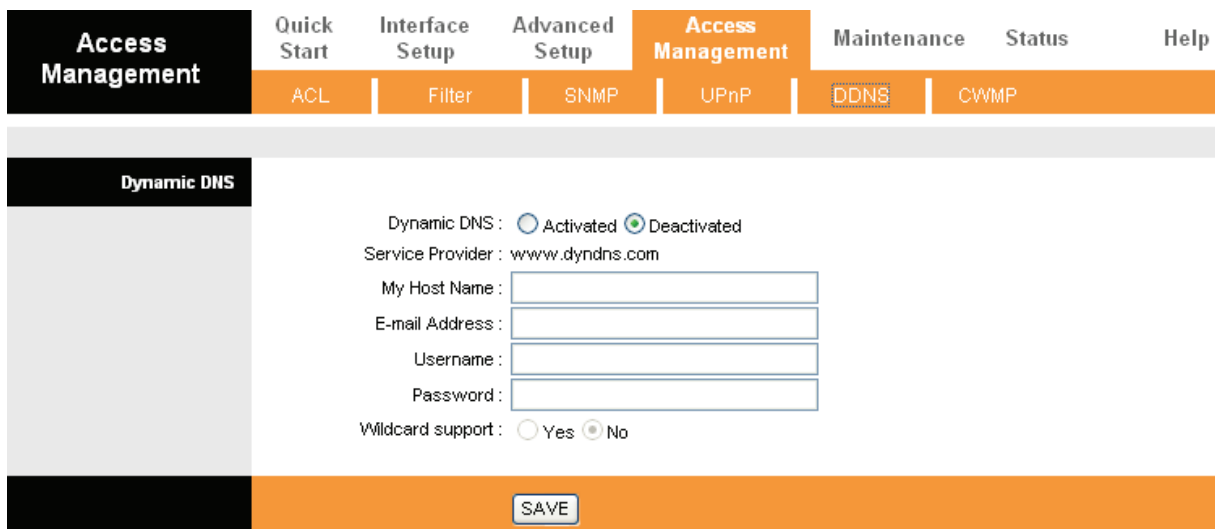 Access Management
Quick Start
Interface Setup
Advanced Setup
Access Management
Maintenance
Status
Help
ACL
Filter
SNMP
UPnP
DDNS
CWMP
Dynamic DNS
Dynamic DNS : Activated Deactivated
Service Provider : www.dyndns.com
My Host Name :
E-mail Address :
Username :
Password :
Wildcard support : Yes No
SAVE